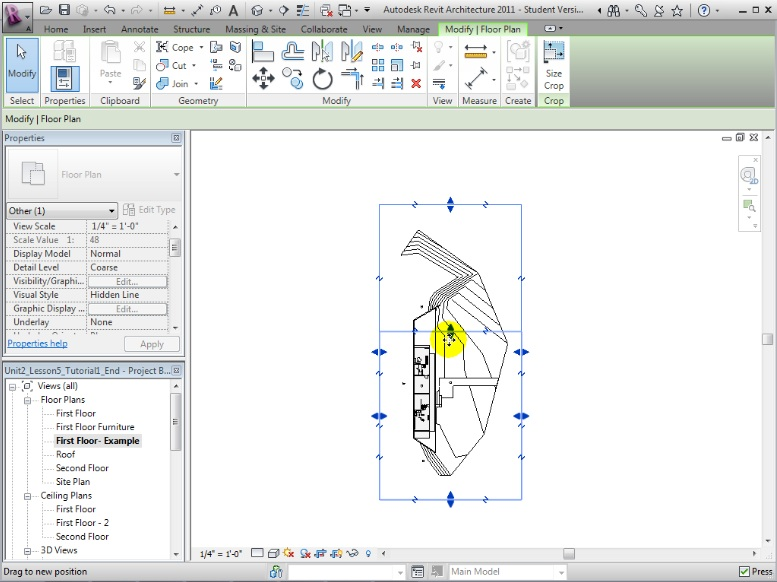 Autodesk Revit Architecture 2011 - Student Versi...
Home Insert Annotate Structure Massing & Site Collaborate View Manage Modify | Floor Plan
Modify Paste Cope Cut Join Size Crop
Select Properties Clipboard Geometry Modify View Measure Create Crop
Modify | Floor Plan
Properties
Floor Plan
Other (1) Edit Type
View Scale 1/4" = 1'-0"
Scale Value 1: 48
Display Model Normal
Detail Level Coarse
Visibility/Graphi... Edit...
Visual Style Hidden Line
Graphic Display ... Edit...
Underlay None
Properties help Apply
Unit2_Lesson5_Tutorial1_End - Project B...
Views (all)
Floor Plans
First Floor
First Floor Furniture
First Floor- Example
Roof
Second Floor
Site Plan
Ceiling Plans
First Floor
First Floor - 2
Second Floor
3D Views
2D
1/4" = 1'-0"
Drag to new position Main Model Press